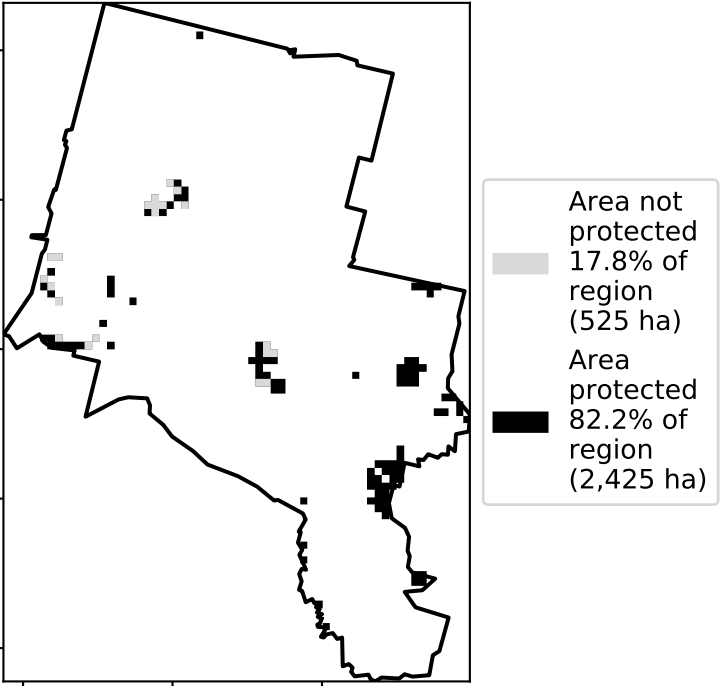 Area not
protected
17.8% of
region
(525 ha)
Area
protected
82.2% of
region
(2,425 ha)